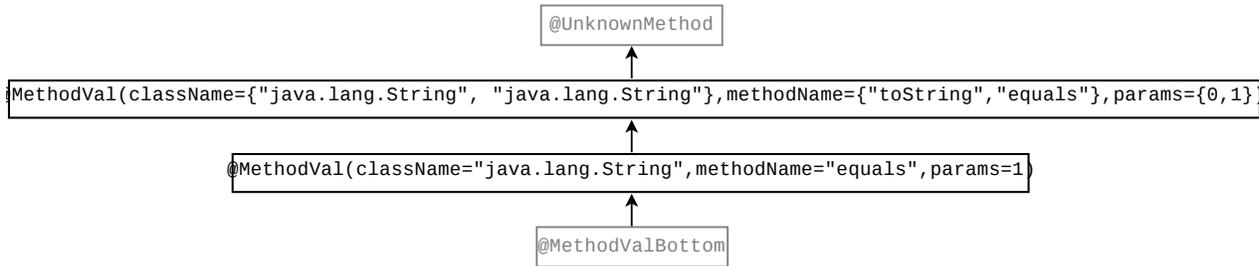 @UnknownMethod
@MethodVal(className={"java.lang.String", "java.lang.String"},methodName={"toString","equals"},params={0,1})
@MethodVal(className="java.lang.String",methodName="equals",params=1)
@MethodValBottom